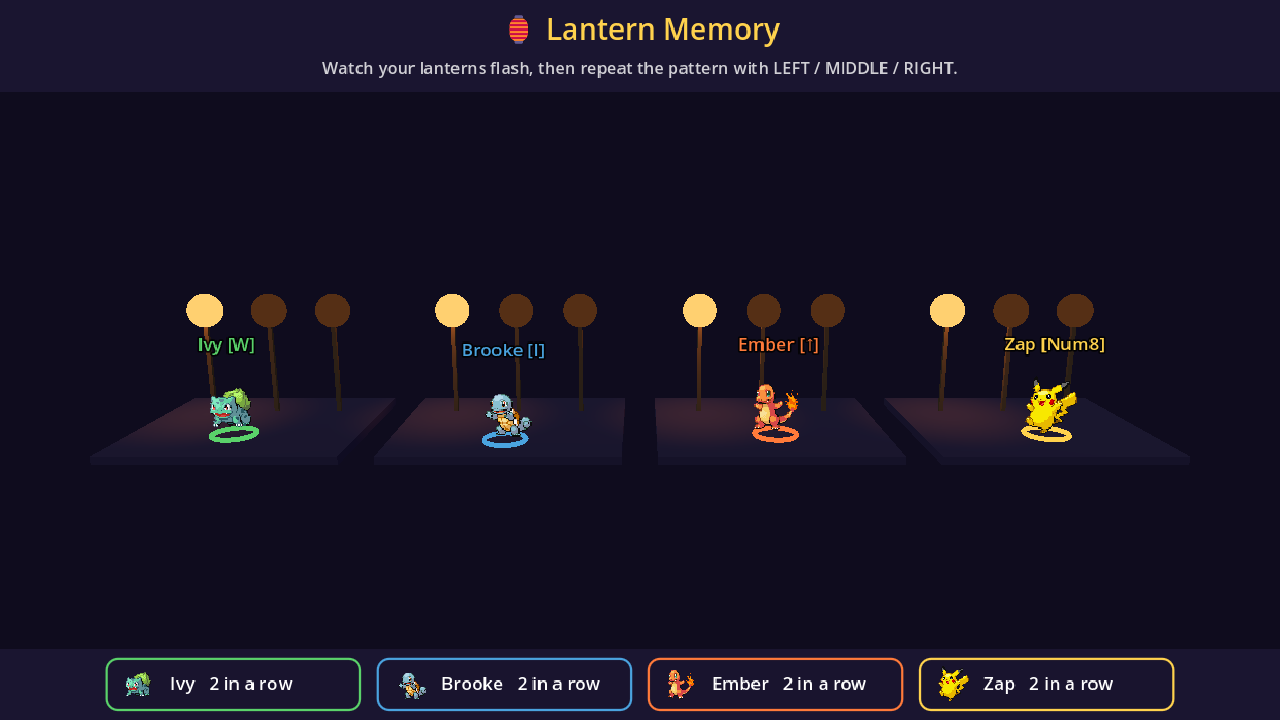 Lantern Memory
Watch your lanterns flash, then repeat the pattern with LEFT / MIDDLE / RIGHT.
Ivy [W]
Brooke [I]
Ember [↑]
Zap [Num8]
Ivy 2 in a row
Brooke 2 in a row
Ember 2 in a row
Zap 2 in a row